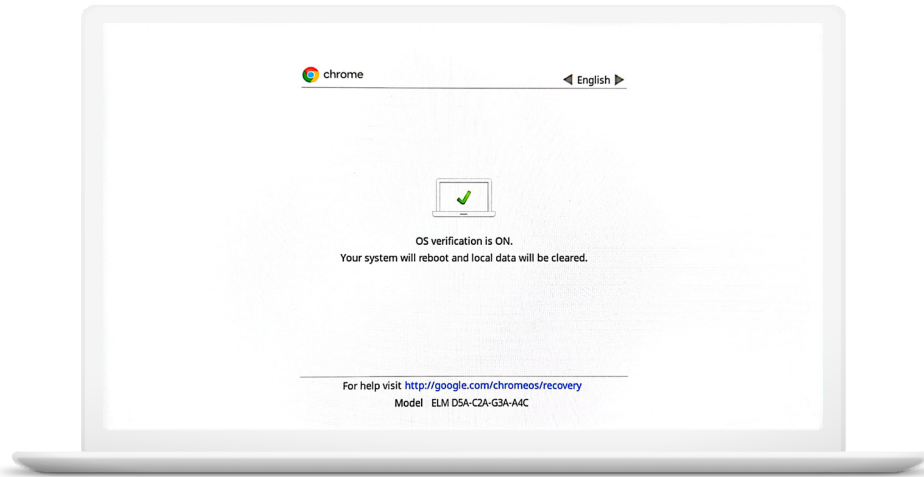 chrome
English
OS verification is ON.
Your system will reboot and local data will be cleared.
For help visit http://google.com/chromeos/recovery
Model ELM D5A-C2A-G3A-A4C